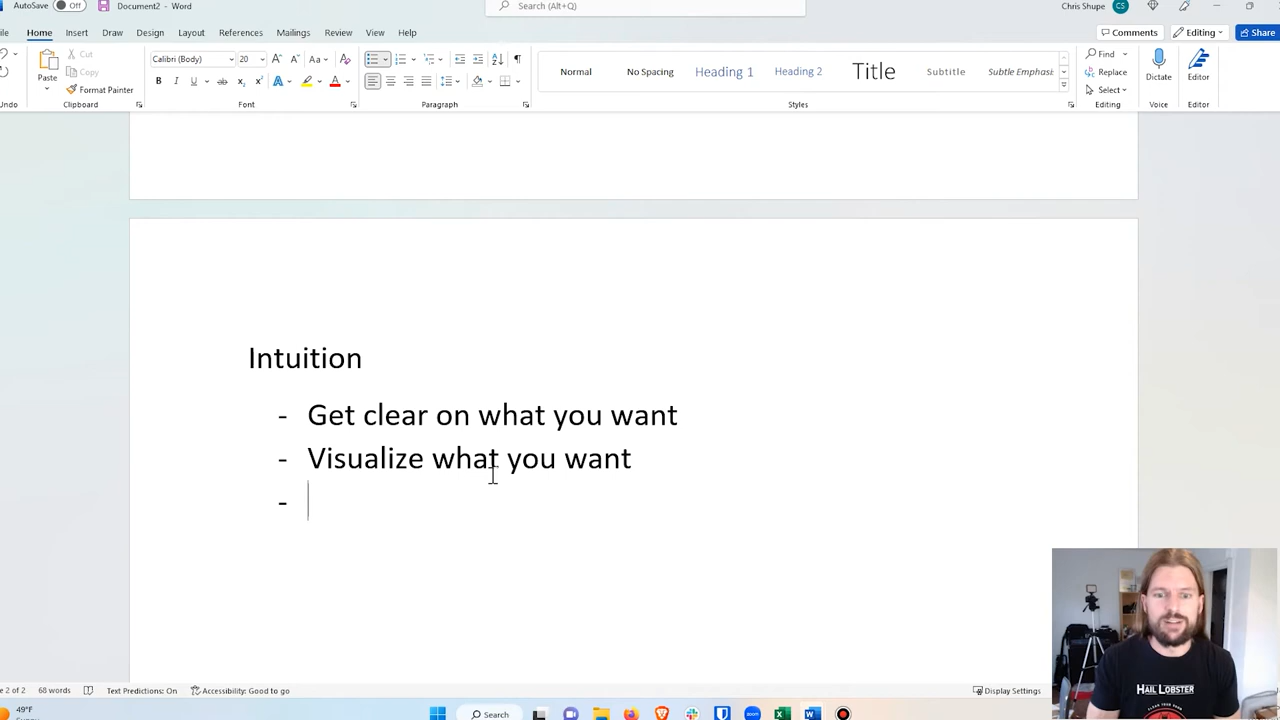 AutoSave Off Document2 - Word Search (Alt+Q) Chris Shupe CS
Home Insert Draw Design Layout References Mailings Review View Help Comments Editing Share
Paste Cut Copy Format Painter
Calibri (Body) 20
Normal No Spacing Heading 1 Heading 2 Title Subtitle Subtle Emphasis
Find Replace Select Dictate Editor
Clipboard Font Paragraph Styles Editing Voice Editor
Intuition
- Get clear on what you want
- Visualize what you want
-
HAIL LOBSTER
e 2 of 2 68 words Text Predictions: On Accessibility: Good to go Display Settings
49°F
Search